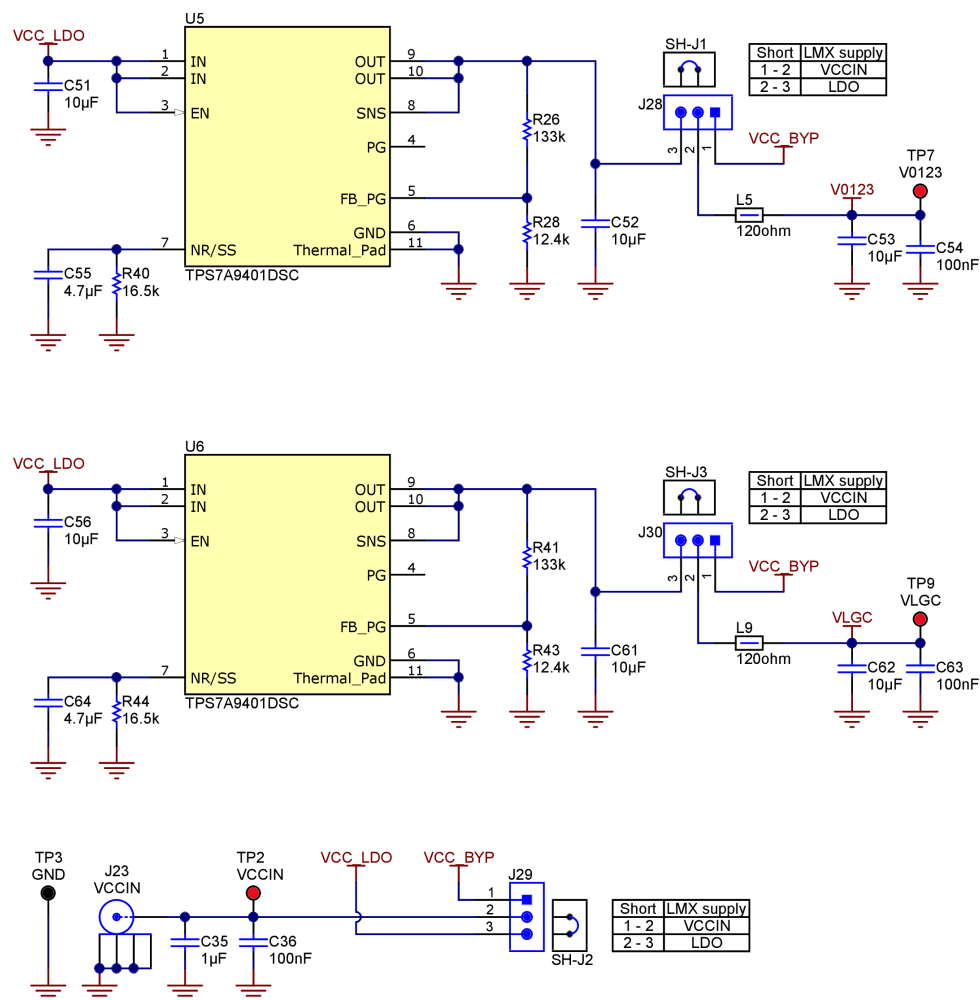 U5
VCC_LDO
C51
10µF
1 IN
2 IN
3 EN
7 NR/SS
OUT 9
OUT 10
SNS 8
PG 4
FB_PG 5
GND 6
Thermal_Pad 11
TPS7A9401DSC
C55
4.7µF
R40
16.5k
R26
133k
R28
12.4k
C52
10µF
SH-J1
J28
3 2 1
Short LMX supply
1 - 2 VCCIN
2 - 3 LDO
VCC_BYP
L5
120ohm
V0123
TP7
V0123
C53
10µF
C54
100nF
U6
VCC_LDO
C56
10µF
1 IN
2 IN
3 EN
7 NR/SS
OUT 9
OUT 10
SNS 8
PG 4
FB_PG 5
GND 6
Thermal_Pad 11
TPS7A9401DSC
C64
4.7µF
R44
16.5k
R41
133k
R43
12.4k
C61
10µF
SH-J3
J30
3 2 1
Short LMX supply
1 - 2 VCCIN
2 - 3 LDO
VCC_BYP
L9
120ohm
VLGC
TP9
VLGC
C62
10µF
C63
100nF
TP3
GND
J23
VCCIN
C35
1µF
TP2
VCCIN
C36
100nF
VCC_LDO
VCC_BYP
J29
1
2
3
SH-J2
Short LMX supply
1 - 2 VCCIN
2 - 3 LDO